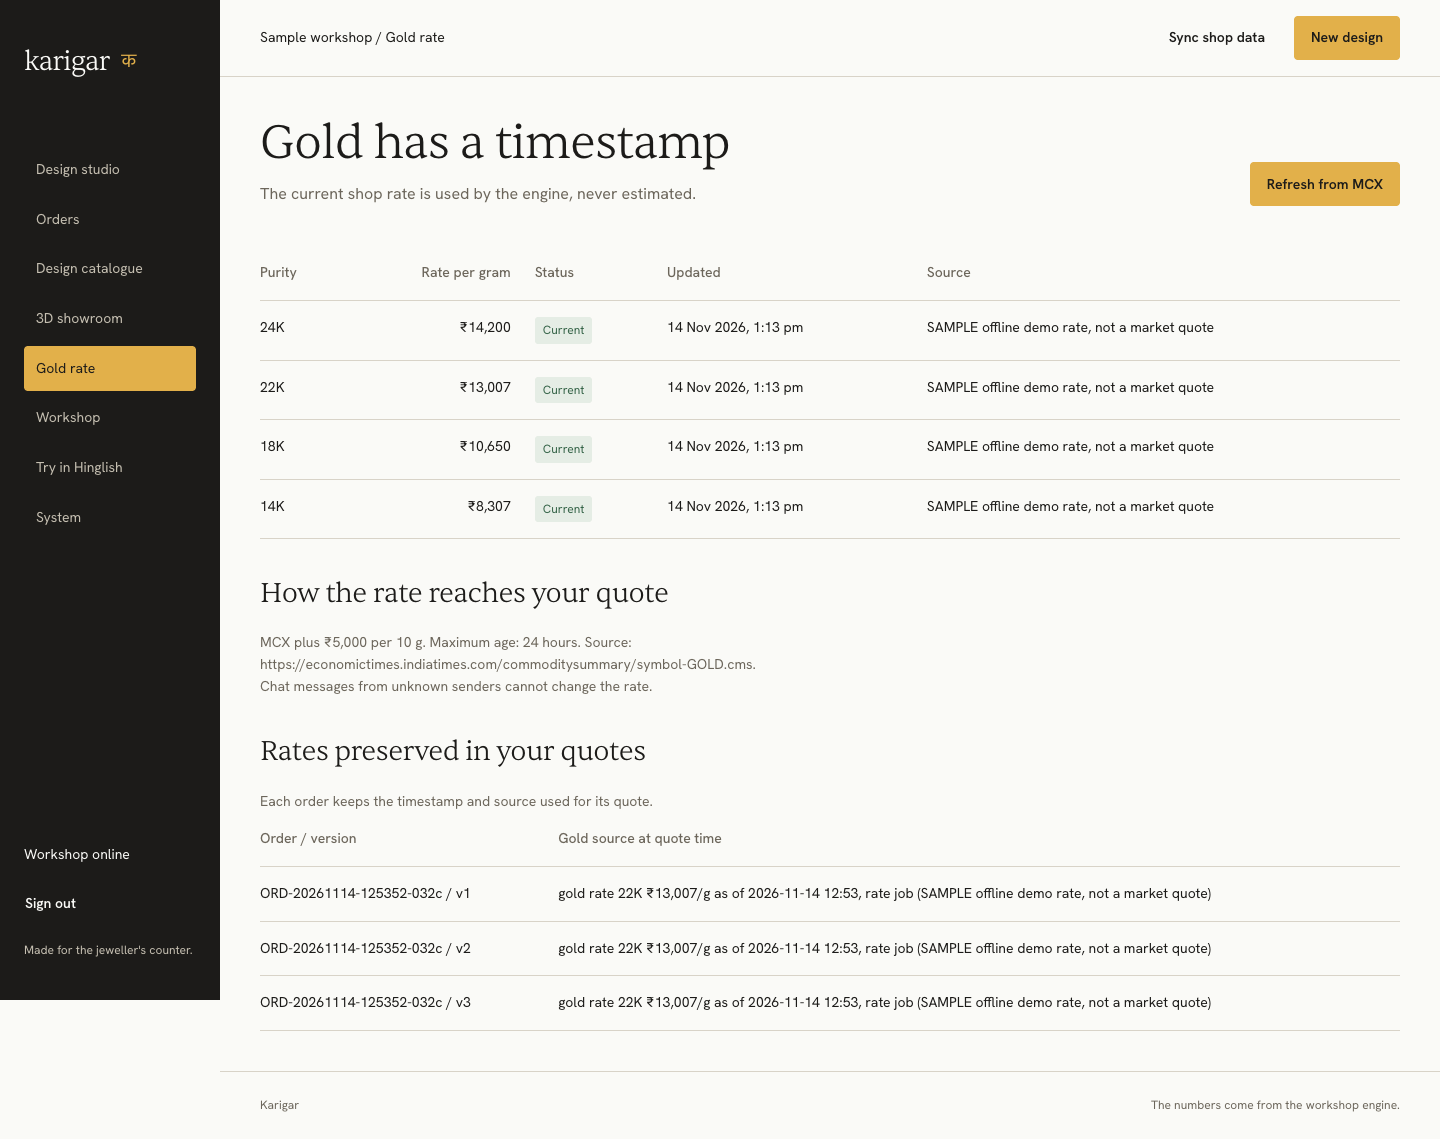 karigar क
Design studio
Orders
Design catalogue
3D showroom
Gold rate
Workshop
Try in Hinglish
System
Workshop online
Sign out
Made for the jeweller's counter.
Sample workshop / Gold rate
Sync shop data
New design
Gold has a timestamp
The current shop rate is used by the engine, never estimated.
Refresh from MCX
Purity Rate per gram Status Updated Source
24K ₹14,200 Current 14 Nov 2026, 1:13 pm SAMPLE offline demo rate, not a market quote
22K ₹13,007 Current 14 Nov 2026, 1:13 pm SAMPLE offline demo rate, not a market quote
18K ₹10,650 Current 14 Nov 2026, 1:13 pm SAMPLE offline demo rate, not a market quote
14K ₹8,307 Current 14 Nov 2026, 1:13 pm SAMPLE offline demo rate, not a market quote
How the rate reaches your quote
MCX plus ₹5,000 per 10 g. Maximum age: 24 hours. Source:
https://economictimes.indiatimes.com/commoditysummary/symbol-GOLD.cms.
Chat messages from unknown senders cannot change the rate.
Rates preserved in your quotes
Each order keeps the timestamp and source used for its quote.
Order / version Gold source at quote time
ORD-20261114-125352-032c / v1 gold rate 22K ₹13,007/g as of 2026-11-14 12:53, rate job (SAMPLE offline demo rate, not a market quote)
ORD-20261114-125352-032c / v2 gold rate 22K ₹13,007/g as of 2026-11-14 12:53, rate job (SAMPLE offline demo rate, not a market quote)
ORD-20261114-125352-032c / v3 gold rate 22K ₹13,007/g as of 2026-11-14 12:53, rate job (SAMPLE offline demo rate, not a market quote)
Karigar
The numbers come from the workshop engine.